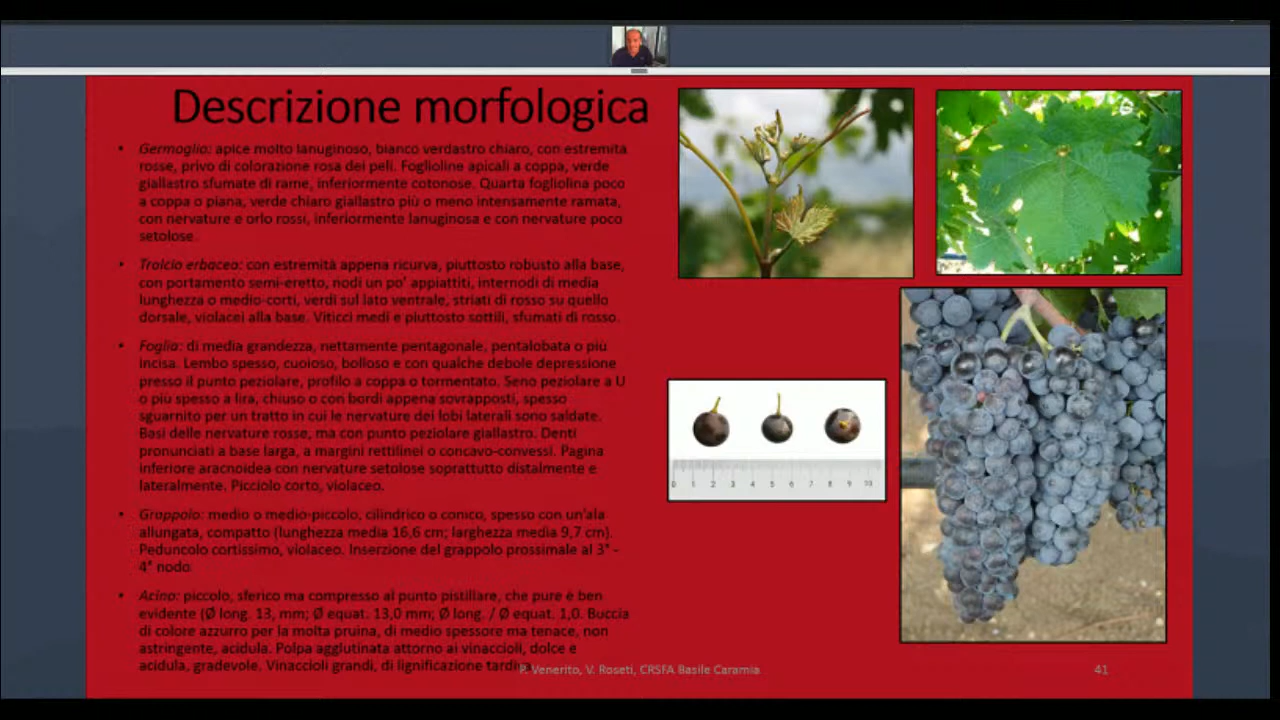 Descrizione morfologica
• Germoglio: apice molto lanuginoso, bianco verdastro chiaro, con estremita
rosse, privo di colorazione rosa dei peli. Foglioline apicali a coppa, verde
giallastro sfumate di rame, inferiormente cotonose. Quarta fogliolina poco
a coppa o piana, verde chiaro giallastro più o meno intensamente ramata,
con nervature e orlo rossi, inferiormente lanuginosa e con nervature poco
setolose.
• Tralcio erbaceo: con estremità appena ricurva, piuttosto robusto alla base,
con portamento semi-eretto, nodi un po' appiattiti, internodi di media
lunghezza o medio-corti, verdi sul lato ventrale, striati di rosso su quello
dorsale, violacei alla base. Viticci medi e piuttosto sottili, sfumati di rosso.
• Foglia: di media grandezza, nettamente pentagonale, pentalobata o più
incisa. Lembo spesso, cuoioso, bolloso e con qualche debole depressione
presso il punto peziolare, profilo a coppa o tormentato. Seno peziolare a U
o più spesso a lira, chiuso o con bordi appena sovrapposti, spesso
sguarnito per un tratto in cui le nervature dei lobi laterali sono saldate.
Basi delle nervature rosse, ma con punto peziolare giallastro. Denti
pronunciati a base larga, a margini rettilinei o concavo-convessi. Pagina
inferiore aracnoidea con nervature setolose soprattutto distalmente e
lateralmente. Picciolo corto, violaceo.
• Grappolo: medio o medio-piccolo, cilindrico o conico, spesso con un'ala
allungata, compatto (lunghezza media 16,6 cm; larghezza media 9,7 cm).
Peduncolo cortissimo, violaceo. Inserzione del grappolo prossimale al 3° -
4° nodo
• Acino: piccolo, sferico ma compresso al punto pistillare, che pure è ben
evidente (Ø long. 13, mm; Ø equat. 13,0 mm; Ø long. / Ø equat. 1,0. Buccia
di colore azzurro per la molta pruina, di medio spessore ma tenace, non
astringente, acidula. Polpa agglutinata attorno ai vinaccioli, dolce e
acidula, gradevole. Vinaccioli grandi, di lignificazione tardiva.
0 1 2 3 4 5 6 7 8 9 10
P. Venerito, V. Roseti, CRSFA Basile Caramia
41